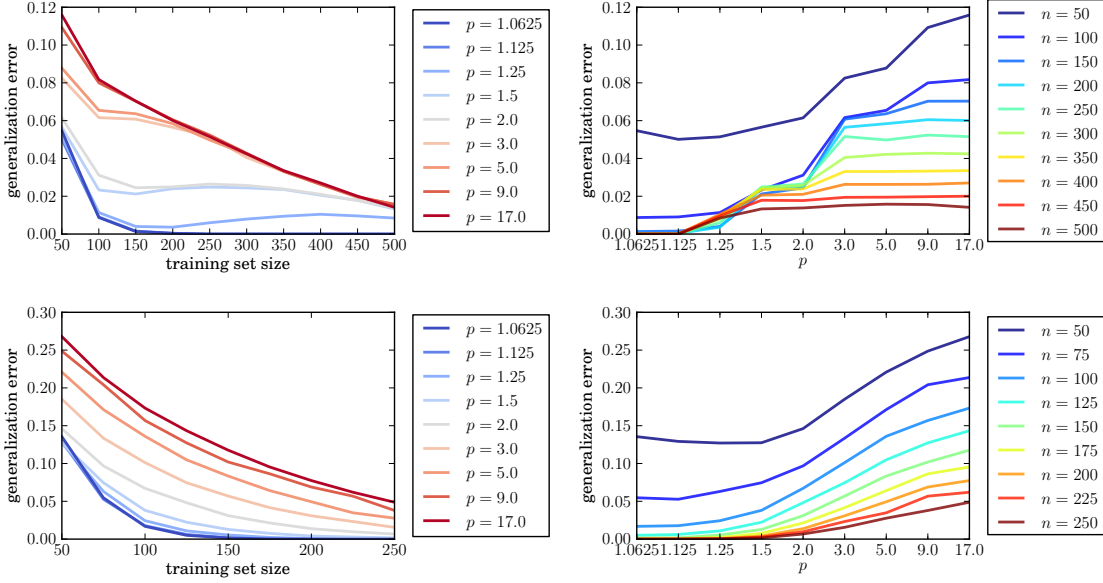 generalization error
0.12
0.10
0.08
0.06
0.04
0.02
0.00
50 100 150 200 250 300 350 400 450 500
training set size
p = 1.0625
p = 1.125
p = 1.25
p = 1.5
p = 2.0
p = 3.0
p = 5.0
p = 9.0
p = 17.0
generalization error
0.12
0.10
0.08
0.06
0.04
0.02
0.00
1.0625 1.125 1.25 1.5 2.0 3.0 5.0 9.0 17.0
p
n = 50
n = 100
n = 150
n = 200
n = 250
n = 300
n = 350
n = 400
n = 450
n = 500
generalization error
0.30
0.25
0.20
0.15
0.10
0.05
0.00
50 100 150 200 250
training set size
p = 1.0625
p = 1.125
p = 1.25
p = 1.5
p = 2.0
p = 3.0
p = 5.0
p = 9.0
p = 17.0
generalization error
0.30
0.25
0.20
0.15
0.10
0.05
0.00
1.0625 1.125 1.25 1.5 2.0 3.0 5.0 9.0 17.0
p
n = 50
n = 75
n = 100
n = 125
n = 150
n = 175
n = 200
n = 225
n = 250